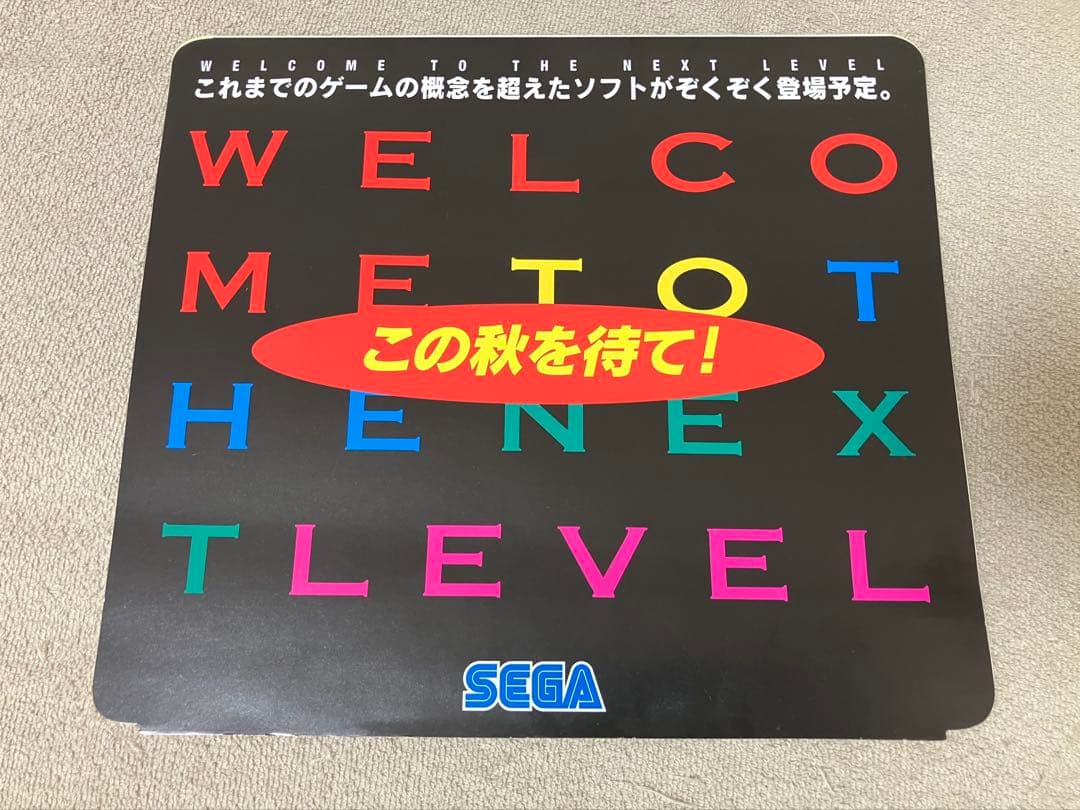 WELCOME TO THE NEXT LEVEL
これまでのゲームの概念を超えたソフトがぞくぞく登場予定。
WELCO
METOT
この秋を待て!
HENEX
TLEVEL
SEGA